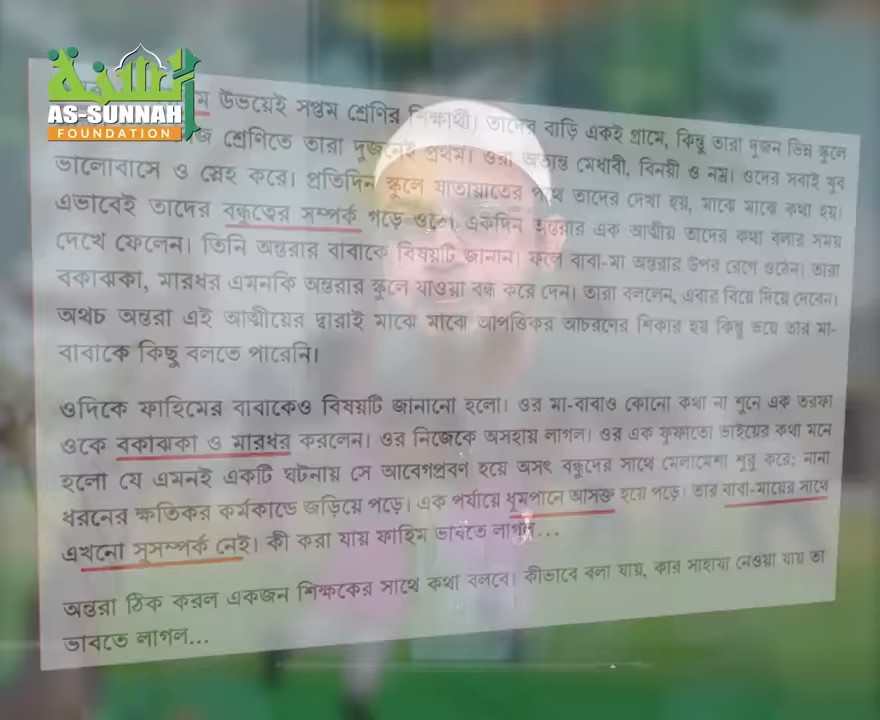 السنة
AS-SUNNAH
FOUNDATION
ম উভয়েই সপ্তম শ্রেণির শিক্ষার্থী। তাদের বাড়ি একই গ্রামে, কিন্তু তারা দুজন ভিন্ন স্কুলে
জ শ্রেণিতে তারা দুজনেই প্রথম। ওরা অত্যন্ত মেধাবী, বিনয়ী ও নম্র। ওদের সবাই খুব
ভালোবাসে ও স্নেহ করে। প্রতিদিন স্কুলে যাতায়াতের পথে তাদের দেখা হয়, মাঝে মাঝে কথা হয়।
এভাবেই তাদের বন্ধুত্বের সম্পর্ক গড়ে ওঠে। একদিন অন্তরার এক আত্মীয় তাদের কথা বলার সময়
দেখে ফেলেন। তিনি অন্তরার বাবাকে বিষয়টি জানান। ফলে বাবা-মা অন্তরার উপর রেগে ওঠেন। তারা
বকাঝকা, মারধর এমনকি অন্তরার স্কুলে যাওয়া বন্ধ করে দেন। তারা বললেন, এবার বিয়ে দিয়ে দেবেন।
অথচ অন্তরা এই আত্মীয়ের দ্বারাই মাঝে মাঝে আপত্তিকর আচরণের শিকার হয় কিন্তু ভয়ে তার মা-
বাবাকে কিছু বলতে পারেনি।
ওদিকে ফাহিমের বাবাকেও বিষয়টি জানানো হলো। ওর মা-বাবাও কোনো কথা না শুনে এক তরফা
ওকে বকাঝকা ও মারধর করলেন। ওর নিজেকে অসহায় লাগল। ওর এক ফুফাতো ভাইয়ের কথা মনে
হলো যে এমনই একটি ঘটনায় সে আবেগপ্রবণ হয়ে অসৎ বন্ধুদের সাথে মেলামেশা শুরু করে; নানা
ধরনের ক্ষতিকর কর্মকাণ্ডে জড়িয়ে পড়ে। এক পর্যায়ে ধূমপানে আসক্ত হয়ে পড়ে। তার বাবা-মায়ের সাথে
এখনো সুসম্পর্ক নেই। কী করা যায় ফাহিম ভাবতে লাগল...
অন্তরা ঠিক করল একজন শিক্ষকের সাথে কথা বলবে। কীভাবে বলা যায়, কার সাহায্য নেওয়া যায় তা
ভাবতে লাগল...